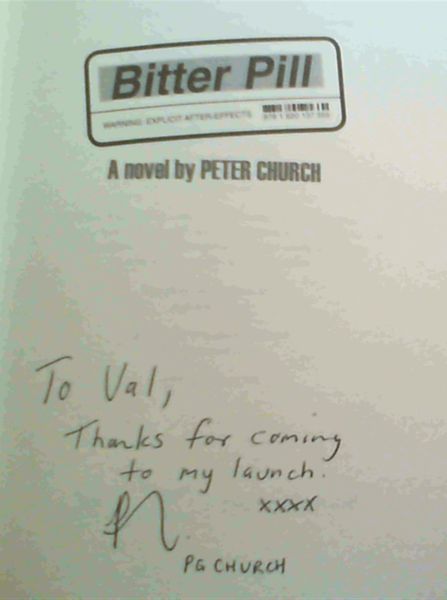 Bitter Pill
WARNING: EXPLICIT AFTER-EFFECTS
A novel by PETER CHURCH
To Val,
Thanks for coming
to my launch.
xxxx
PG CHURCH